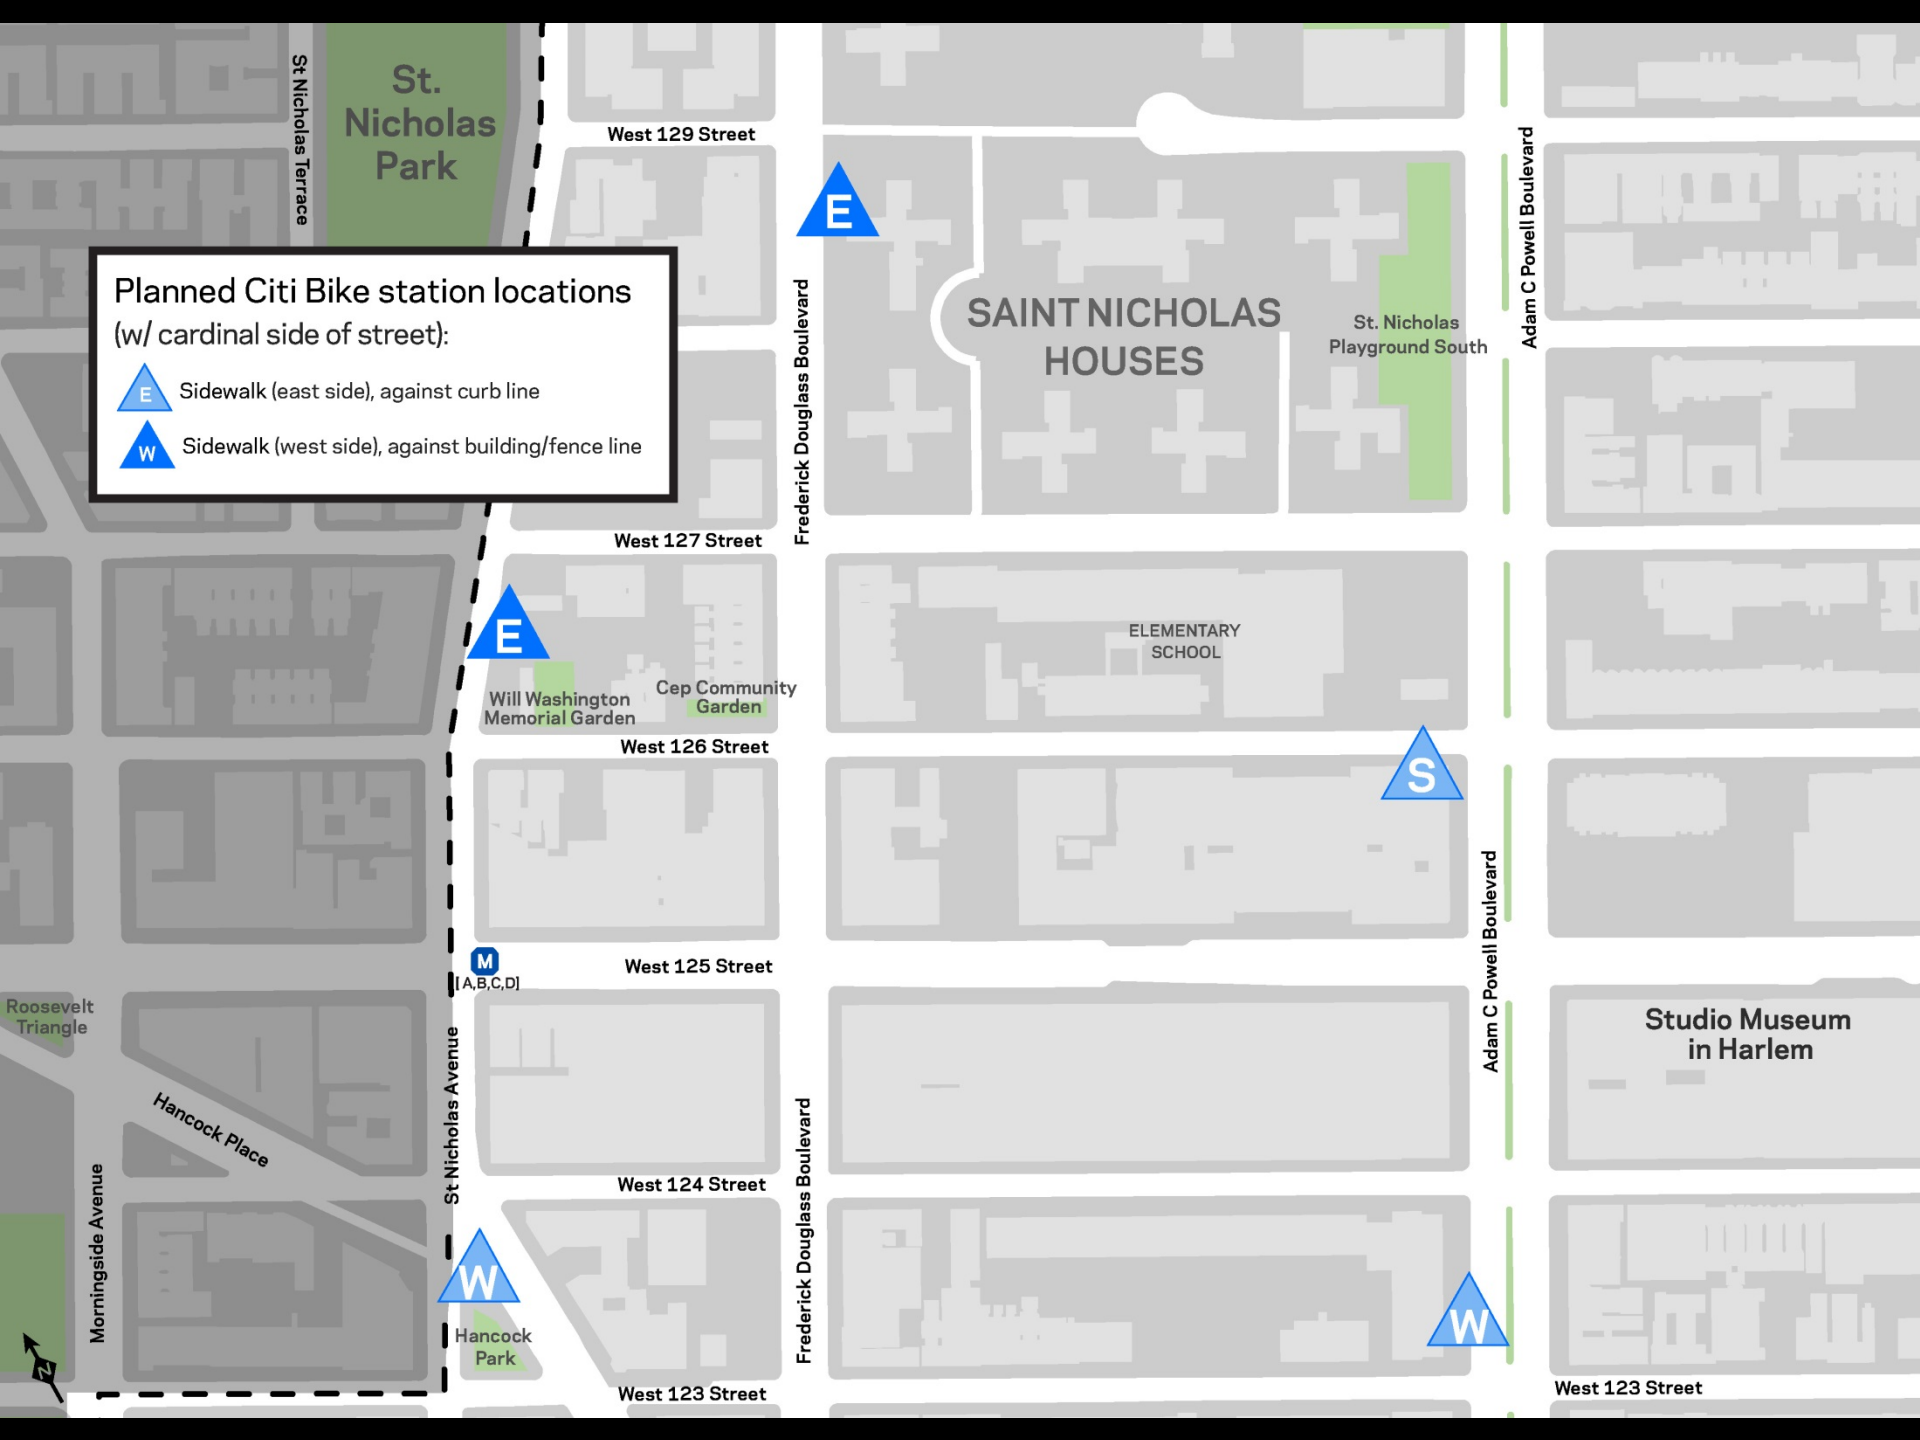 St Nicholas Terrace
St.
Nicholas
Park
West 129 Street
E
Adam C Powell Boulevard
Planned Citi Bike station locations
(w/ cardinal side of street):
E Sidewalk (east side), against curb line
W Sidewalk (west side), against building/fence line
Frederick Douglass Boulevard
SAINT NICHOLAS
HOUSES
St. Nicholas
Playground South
West 127 Street
E
ELEMENTARY
SCHOOL
Will Washington
Memorial Garden
Cep Community
Garden
West 126 Street
S
M
[A,B,C,D]
West 125 Street
Adam C Powell Boulevard
Roosevelt
Triangle
Studio Museum
in Harlem
Hancock Place
St Nicholas Avenue
West 124 Street
Morningside Avenue
W
Frederick Douglass Boulevard
W
Hancock
Park
N
West 123 Street
West 123 Street